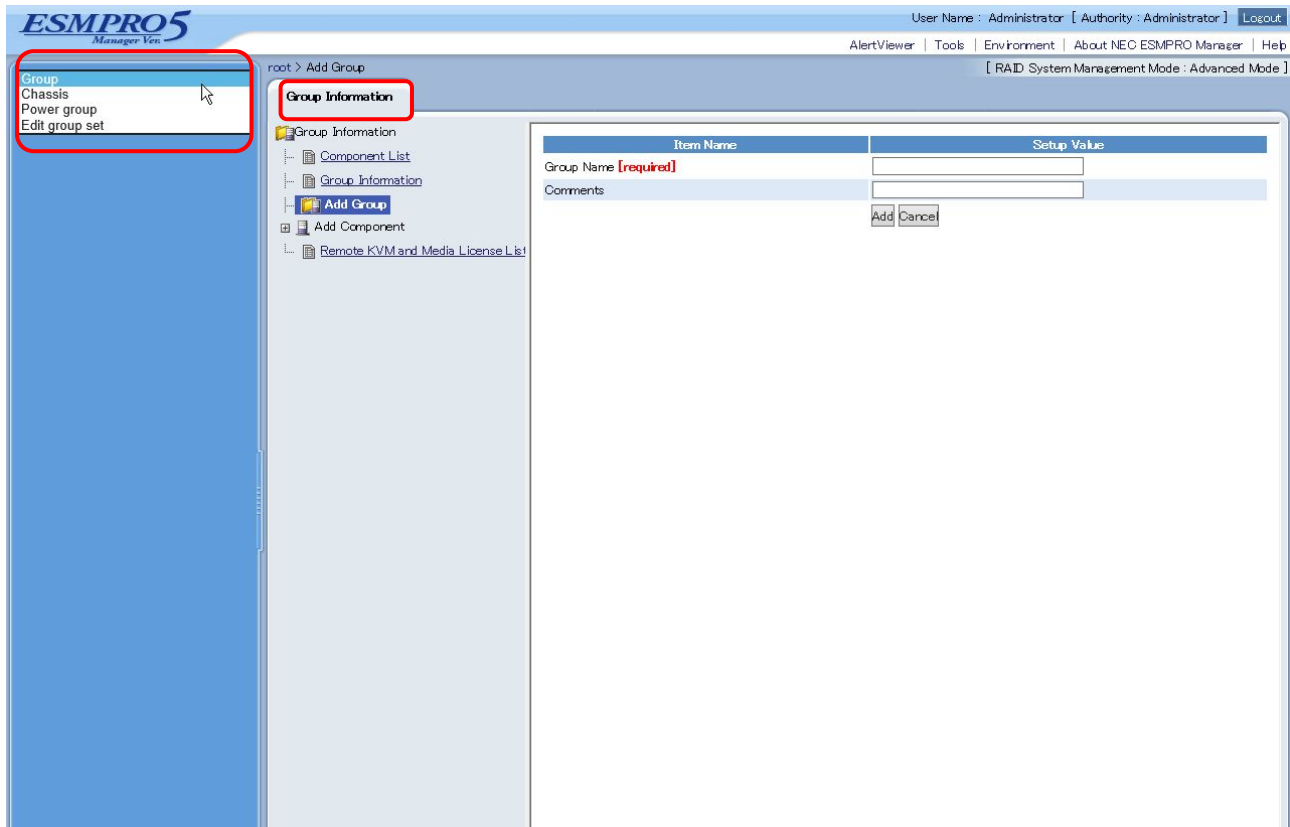 ESMPRO5
Manager Ver.
User Name : Administrator [ Authority : Administrator ] Logout
AlertViewer | Tools | Environment | About NEC ESMPRO Manager | Help
root > Add Group
[ RAID System Management Mode : Advanced Mode ]
Group
Chassis
Power group
Edit group set
Group Information
Group Information
Component List
Group Information
Add Group
Add Component
Remote KVM and Media License List
Item Name Setup Value
Group Name [required]
Comments
Add Cancel